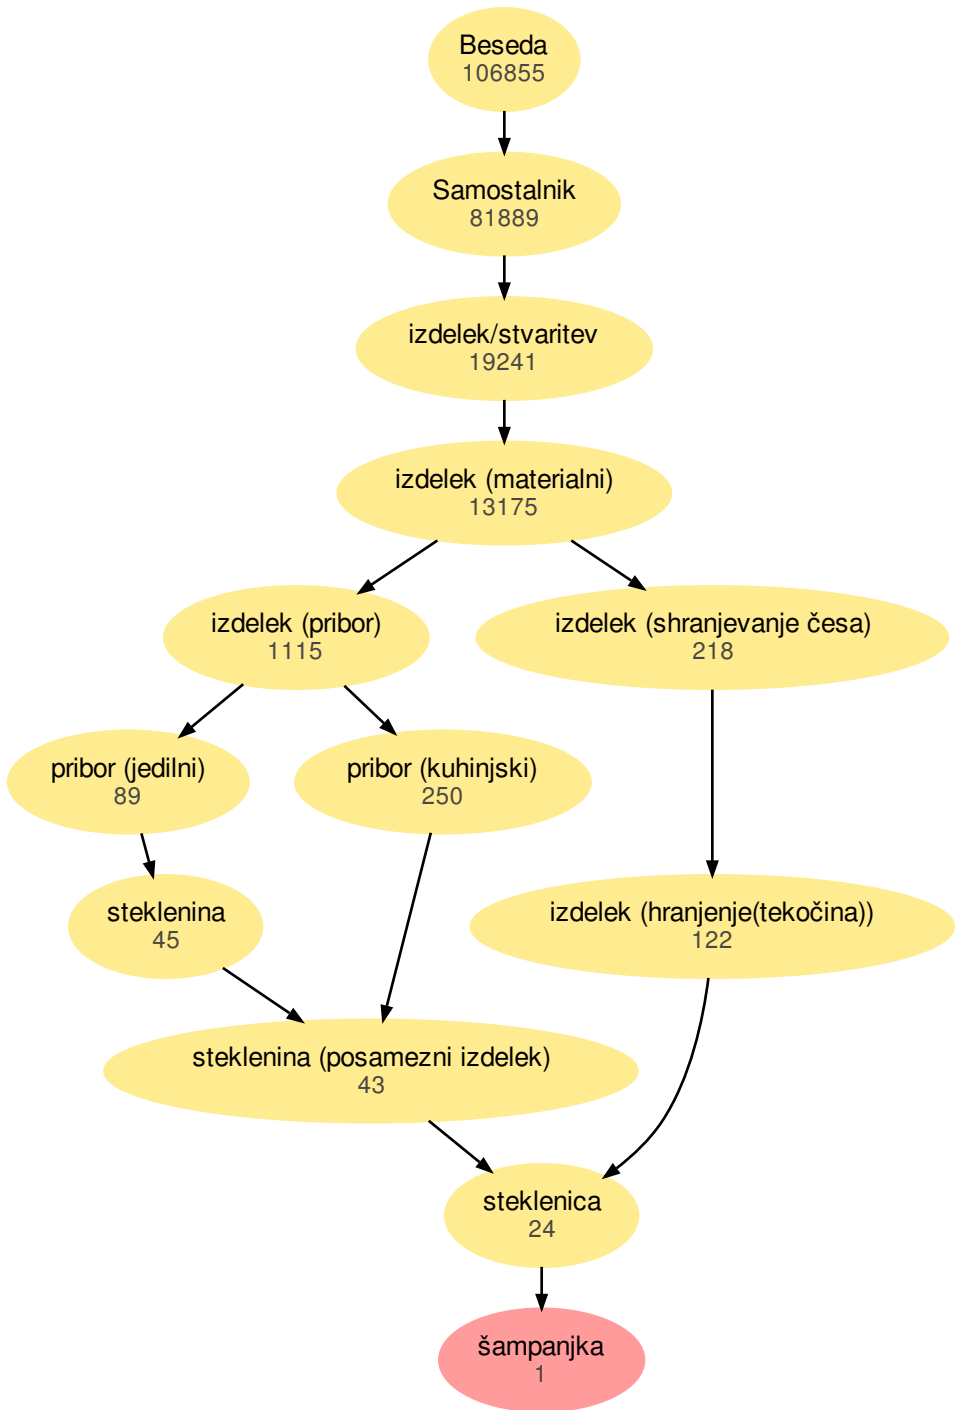 Beseda
106855
Samostalnik
81889
izdelek/stvaritev
19241
izdelek (materialni)
13175
izdelek (pribor)
1115
izdelek (shranjevanje česa)
218
pribor (jedilni)
89
pribor (kuhinjski)
250
steklenina
45
izdelek (hranjenje(tekočina))
122
steklenina (posamezni izdelek)
43
steklenica
24
šampanjka
1